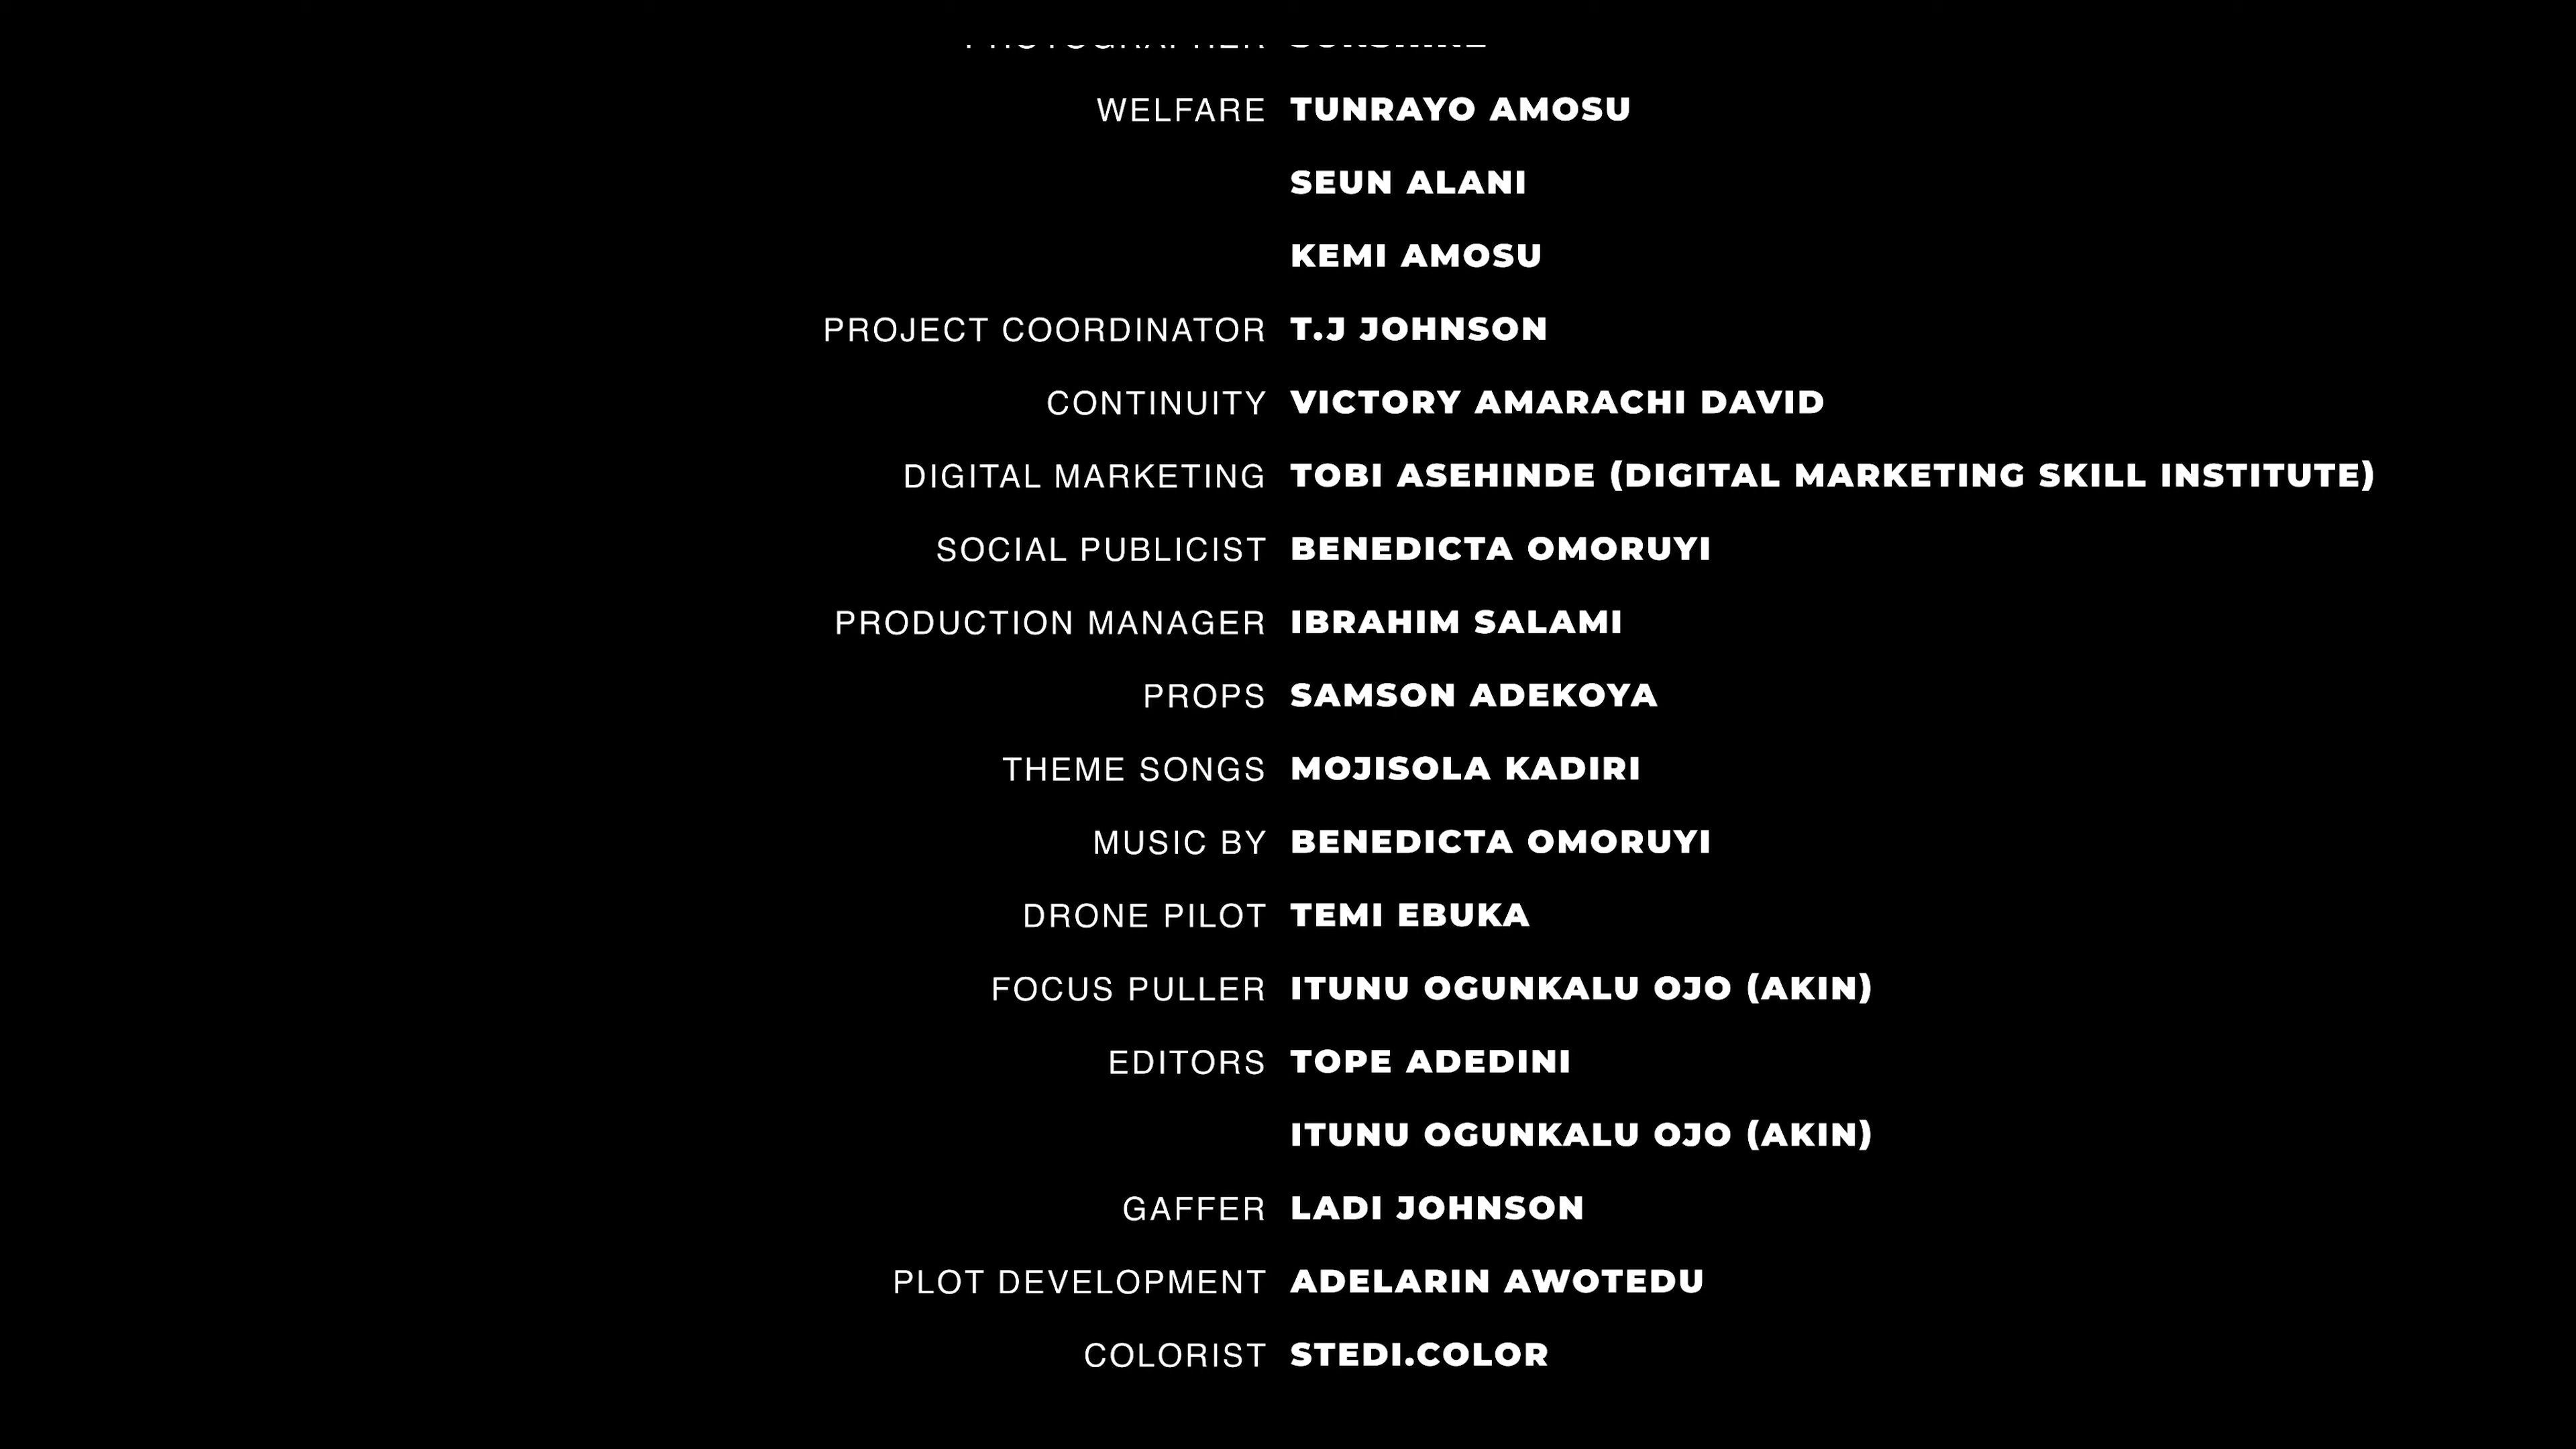 PHOTOGRAPHER SUNSHINE
WELFARE TUNRAYO AMOSU
SEUN ALANI
KEMI AMOSU
PROJECT COORDINATOR T.J JOHNSON
CONTINUITY VICTORY AMARACHI DAVID
DIGITAL MARKETING TOBI ASEHINDE (DIGITAL MARKETING SKILL INSTITUTE)
SOCIAL PUBLICIST BENEDICTA OMORUYI
PRODUCTION MANAGER IBRAHIM SALAMI
PROPS SAMSON ADEKOYA
THEME SONGS MOJISOLA KADIRI
MUSIC BY BENEDICTA OMORUYI
DRONE PILOT TEMI EBUKA
FOCUS PULLER ITUNU OGUNKALU OJO (AKIN)
EDITORS TOPE ADEDINI
ITUNU OGUNKALU OJO (AKIN)
GAFFER LADI JOHNSON
PLOT DEVELOPMENT ADELARIN AWOTEDU
COLORIST STEDI.COLOR